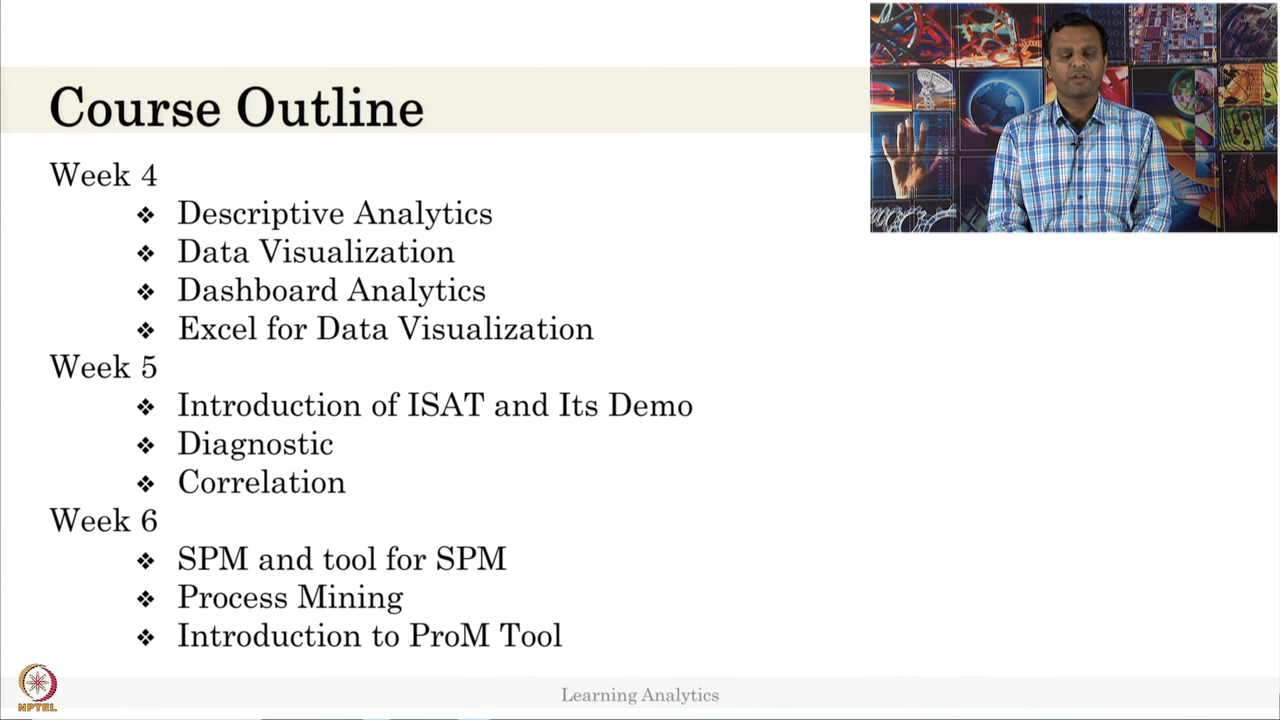 Course Outline
Week 4
❖ Descriptive Analytics
❖ Data Visualization
❖ Dashboard Analytics
❖ Excel for Data Visualization
Week 5
❖ Introduction of ISAT and Its Demo
❖ Diagnostic
❖ Correlation
Week 6
❖ SPM and tool for SPM
❖ Process Mining
❖ Introduction to ProM Tool
NPTEL
Learning Analytics